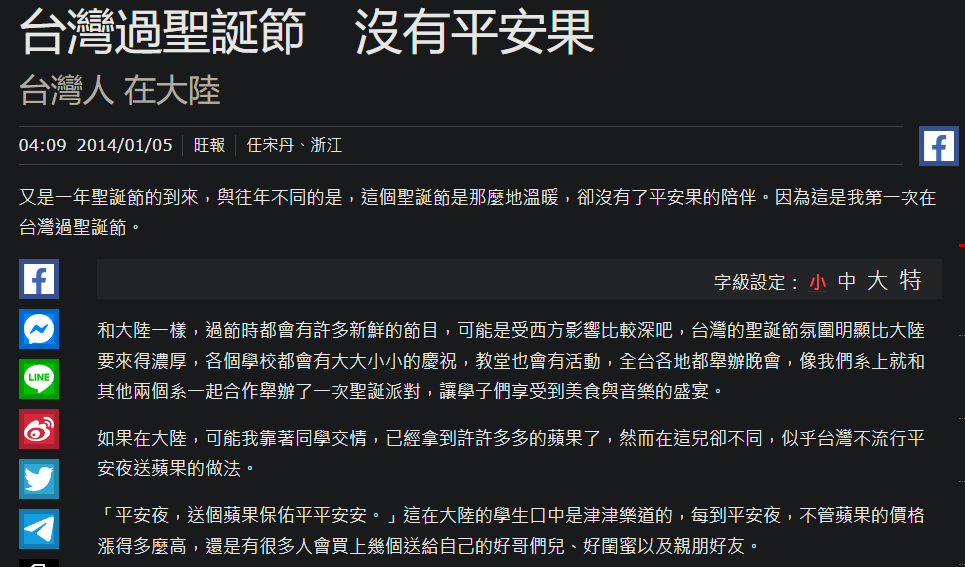 台灣過聖誕節　沒有平安果
台灣人 在大陸
04:09 2014/01/05 旺報 任宋丹、浙江
又是一年聖誕節的到來，與往年不同的是，這個聖誕節是那麼地溫暖，卻沒有了平安果的陪伴。因為這是我第一次在
台灣過聖誕節。
字級設定： 小 中 大 特
和大陸一樣，過節時都會有許多新鮮的節目，可能是受西方影響比較深吧，台灣的聖誕節氛圍明顯比大陸
要來得濃厚，各個學校都會有大大小小的慶祝，教堂也會有活動，全台各地都舉辦晚會，像我們系上就和
其他兩個系一起合作舉辦了一次聖誕派對，讓學子們享受到美食與音樂的盛宴。
LINE
如果在大陸，可能我靠著同學交情，已經拿到許許多多的蘋果了，然而在這兒卻不同，似乎台灣不流行平
安夜送蘋果的做法。
「平安夜，送個蘋果保佑平平安安。」這在大陸的學生口中是津津樂道的，每到平安夜，不管蘋果的價格
漲得多麼高，還是有很多人會買上幾個送給自己的好哥們兒、好閨蜜以及親朋好友。